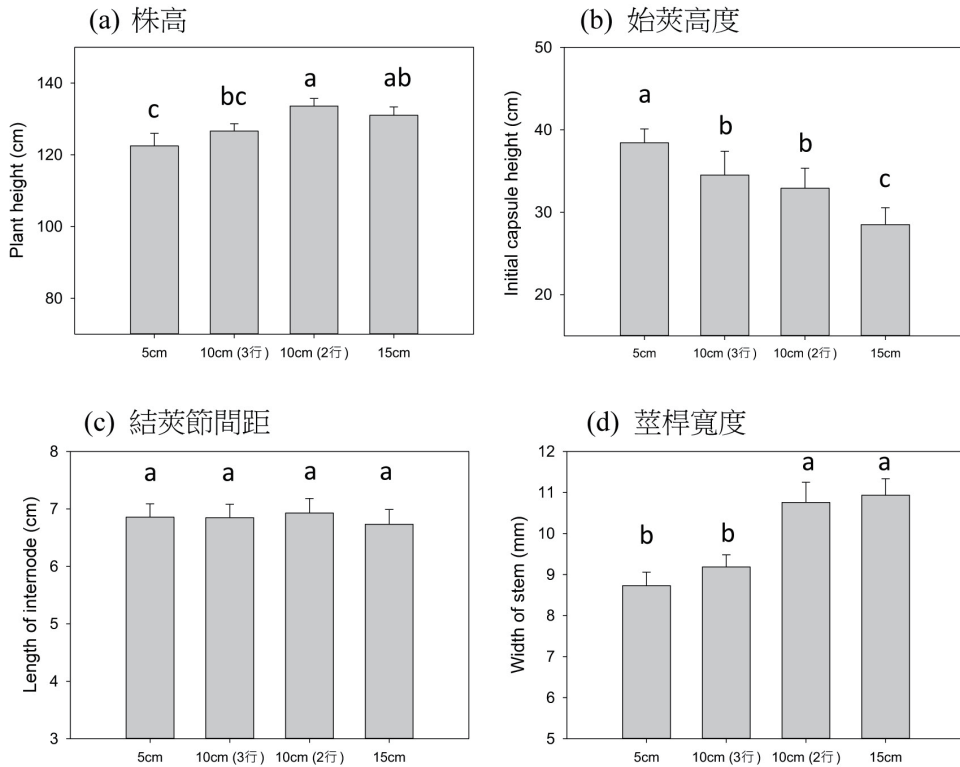 (a) 株高
Plant height (cm)
140
120
100
80
c
bc
a
ab
5cm
10cm (3行)
10cm (2行)
15cm
(b) 始莢高度
Initial capsule height (cm)
50
40
30
20
a
b
b
c
5cm
10cm (3行)
10cm (2行)
15cm
(c) 結莢節間距
Length of internode (cm)
8
7
6
5
4
3
a
a
a
a
5cm
10cm (3行)
10cm (2行)
15cm
(d) 莖桿寬度
Width of stem (mm)
12
11
10
9
8
7
6
5
b
b
a
a
5cm
10cm (3行)
10cm (2行)
15cm